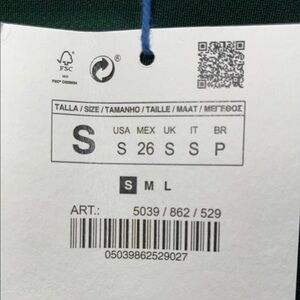 FSC
TALLA / SIZE / TAMANHO / TAILLE / MAAT / ΜΕΓΕΘΟΣ
S
USA MEX UK IT BR
S 26 S S P
S M L
ART.: 5039 / 862 / 529
05039862529027